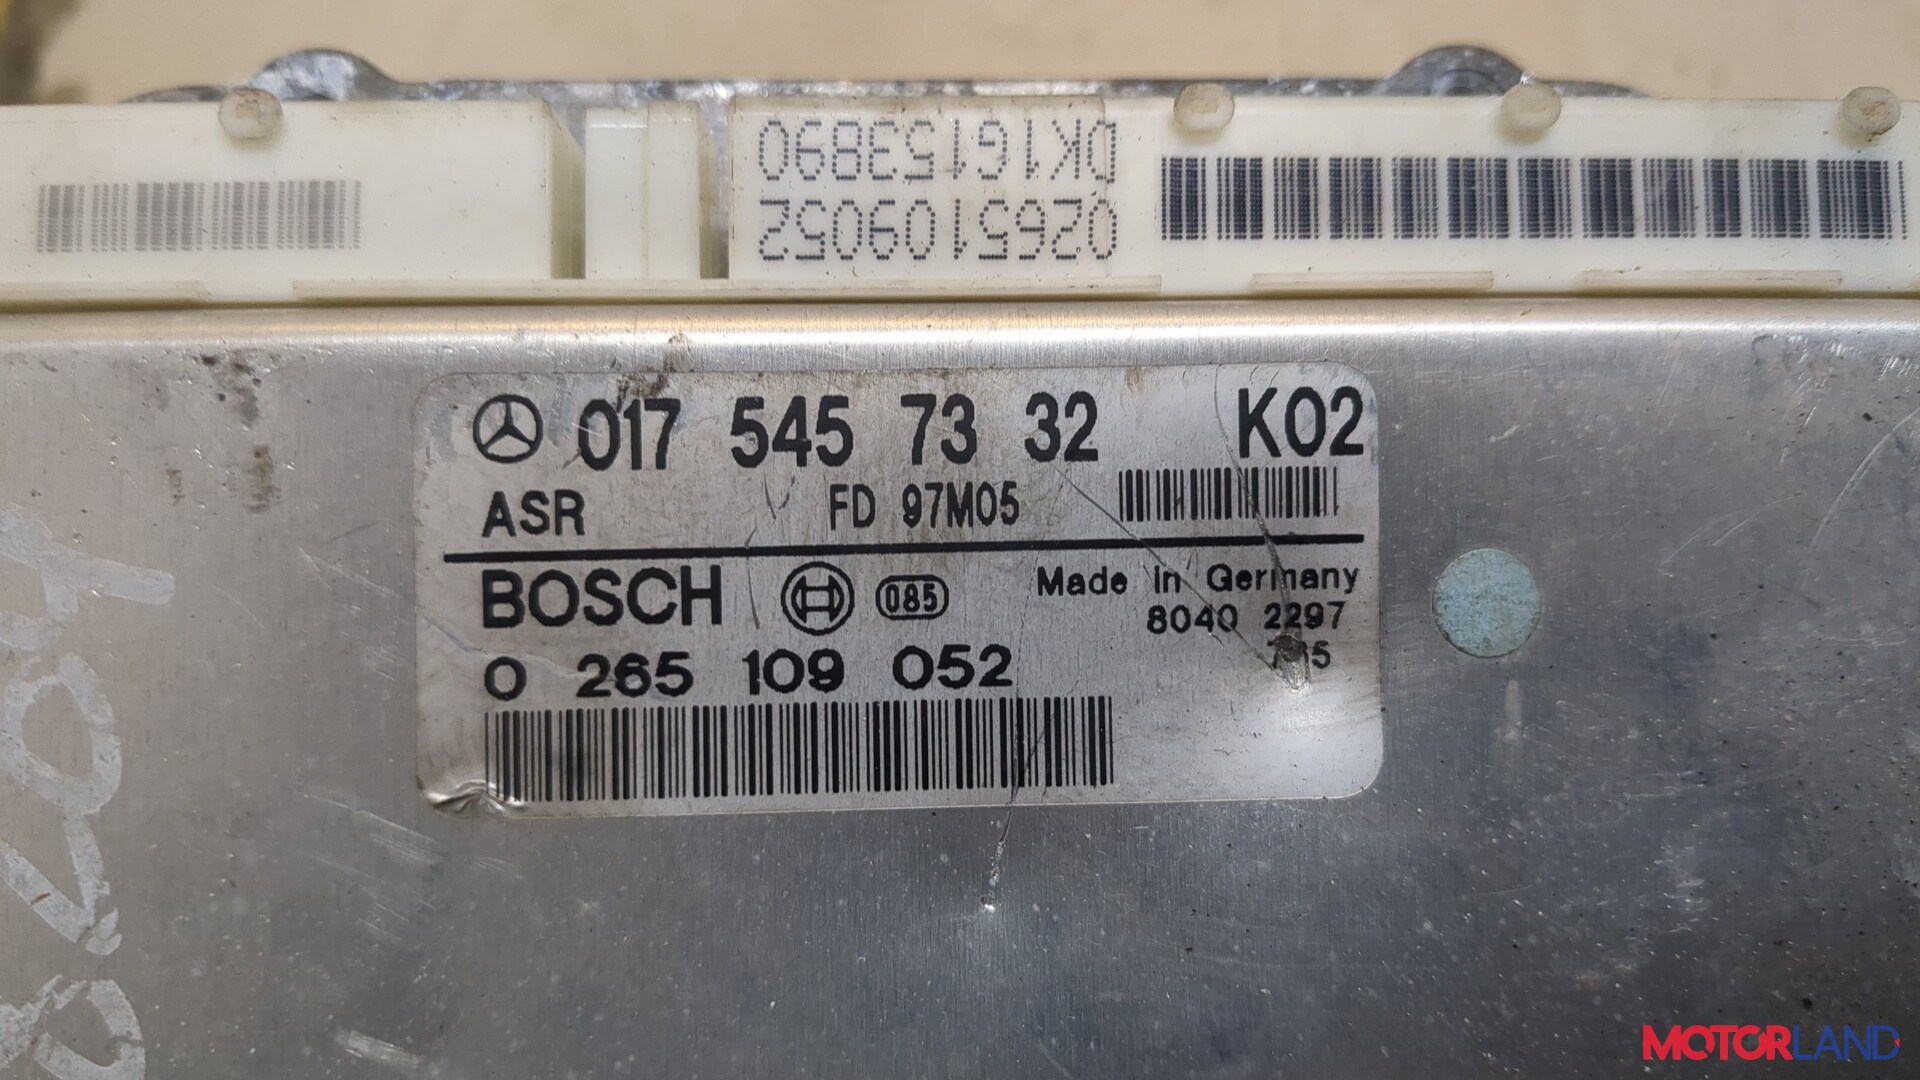 DK1G153890
0265109052
017 545 73 32 K02
ASR FD 97M05
BOSCH 085 Made in Germany
8040 2297
0 265 109 052
MOTORLAND